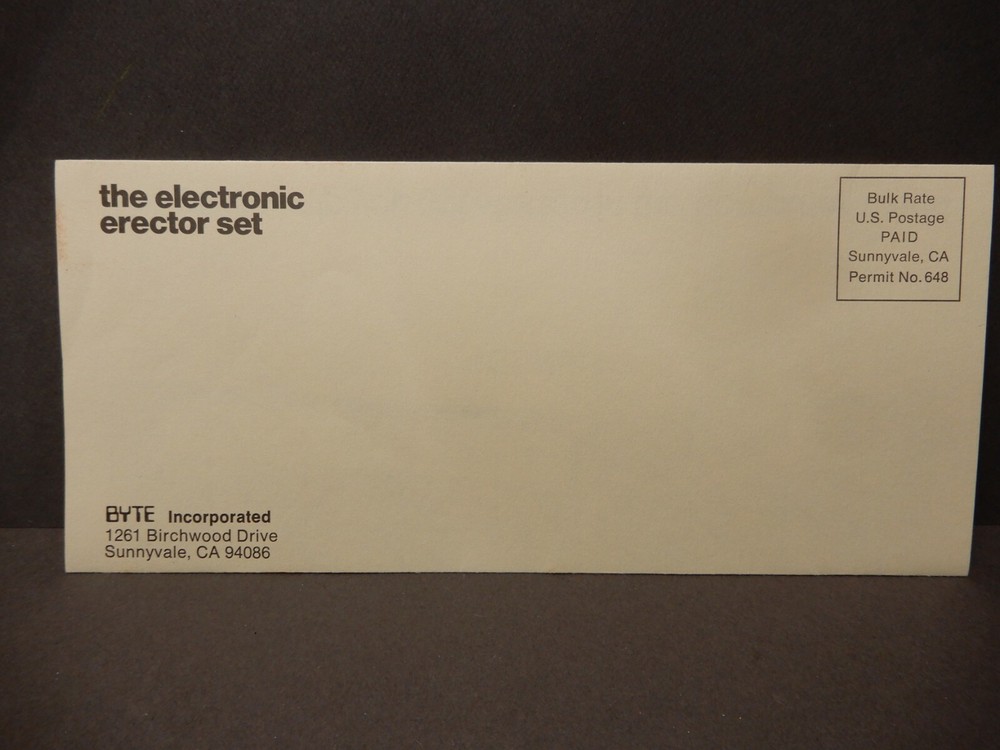 the electronic
erector set
Bulk Rate
U.S. Postage
PAID
Sunnyvale, CA
Permit No. 648
BYTE Incorporated
1261 Birchwood Drive
Sunnyvale, CA 94086